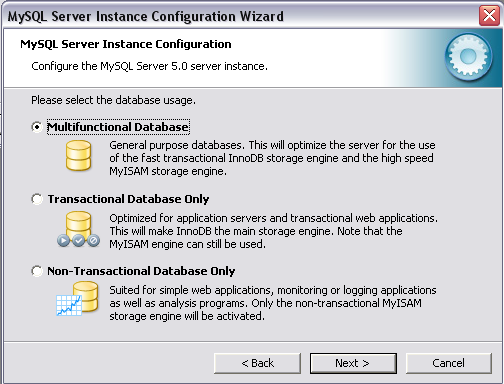 MySQL Server Instance Configuration Wizard
MySQL Server Instance Configuration
Configure the MySQL Server 5.0 server instance.
Please select the database usage.
Multifunctional Database
General purpose databases. This will optimize the server for the use
of the fast transactional InnoDB storage engine and the high speed
MyISAM storage engine.
Transactional Database Only
Optimized for application servers and transactional web applications.
This will make InnoDB the main storage engine. Note that the
MyISAM engine can still be used.
Non-Transactional Database Only
Suited for simple web applications, monitoring or logging applications
as well as analysis programs. Only the non-transactional MyISAM
storage engine will be activated.
< Back
Next >
Cancel